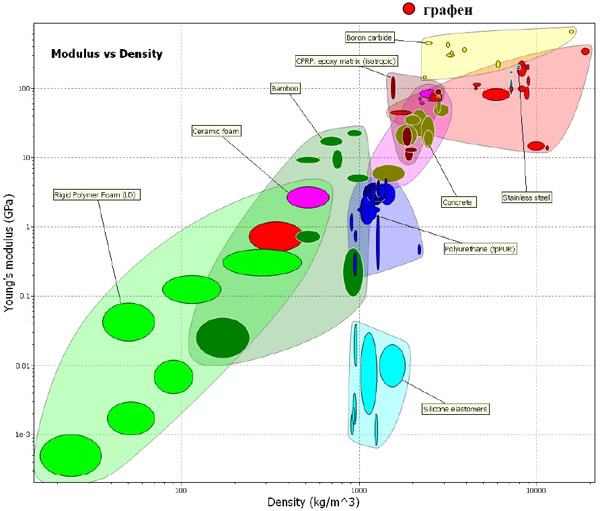 графен
Modulus vs Density
Boron carbide
CFRP, epoxy matrix (isotropic)
Bamboo
Ceramic foam
Rigid Polymer Foam (LD)
Concrete
Stainless steel
Polyurethane (tpPUR)
Silicone elastomers
Young's modulus (GPa)
100
10
1
0.1
0.01
1e-3
100
1000
10000
Density (kg/m^3)